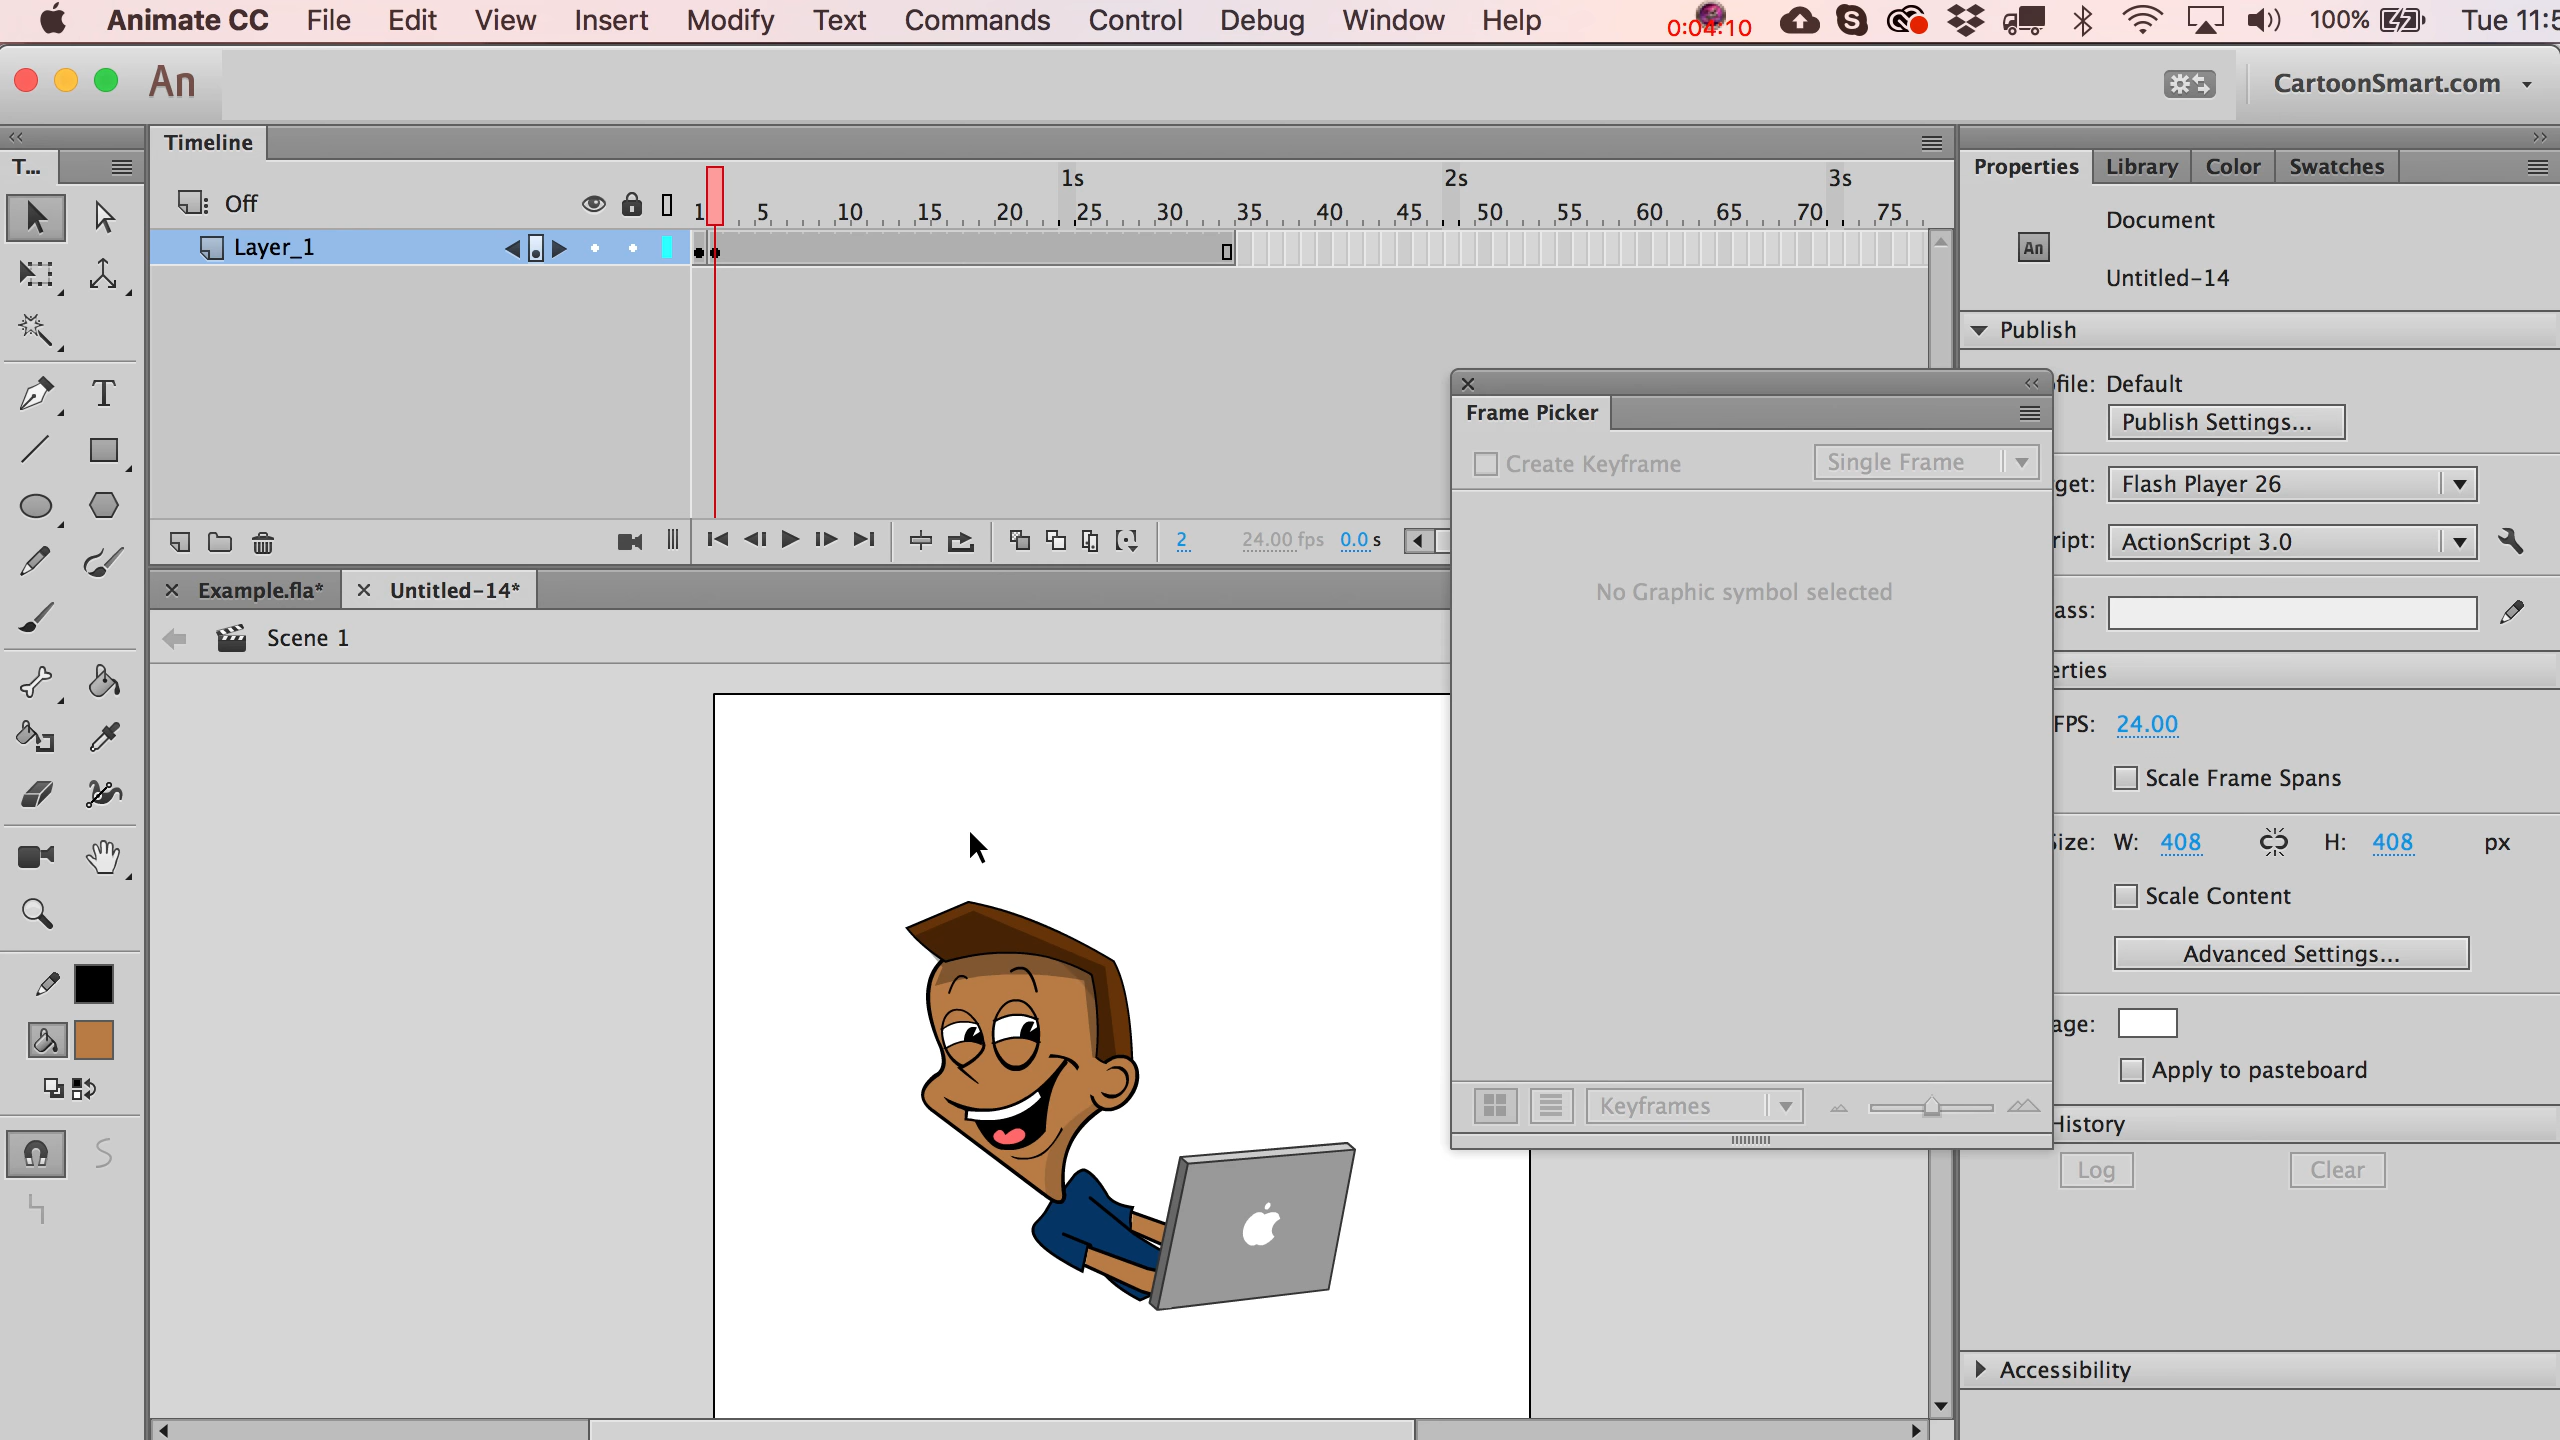 Animate CC File Edit View Insert Modify Text Commands Control Debug Window Help 0:04:10 100% Tue 11:5
An CartoonSmart.com
Timeline
T... Properties Library Color Swatches
Off 1s 2s 3s
1 5 10 15 20 25 30 35 40 45 50 55 60 65 70 75
Layer_1
Document
An
Untitled-14
Publish
file: Default
Publish Settings...
Frame Picker
Create Keyframe Single Frame
get: Flash Player 26
2 24.00 fps 0.0 s
ript: ActionScript 3.0
Example.fla* Untitled-14*
No Graphic symbol selected
ass:
Scene 1
erties
FPS: 24.00
Scale Frame Spans
ize: W: 408 H: 408 px
Scale Content
Advanced Settings...
age:
Apply to pasteboard
Keyframes
History
Log Clear
Accessibility